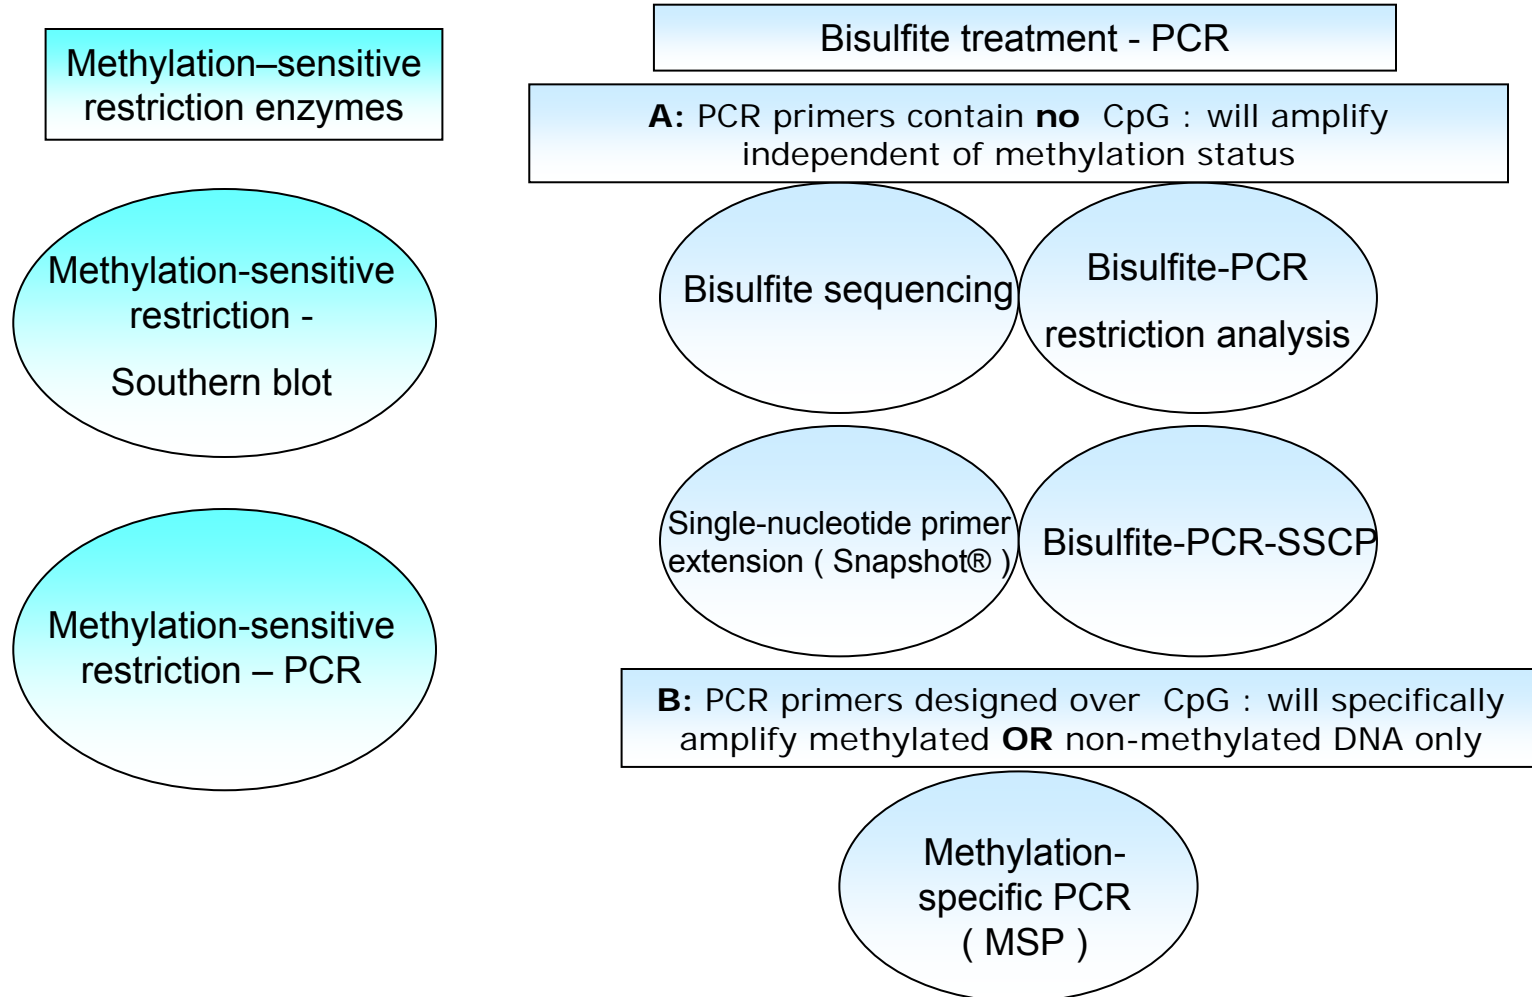 Methylation–sensitive
restriction enzymes
Methylation-sensitive
restriction -
Southern blot
Methylation-sensitive
restriction – PCR
Bisulfite treatment - PCR
A: PCR primers contain no CpG : will amplify
independent of methylation status
Bisulfite sequencing
Bisulfite-PCR
restriction analysis
Single-nucleotide primer
extension ( Snapshot® )
Bisulfite-PCR-SSCP
B: PCR primers designed over CpG : will specifically
amplify methylated OR non-methylated DNA only
Methylation-
specific PCR
( MSP )